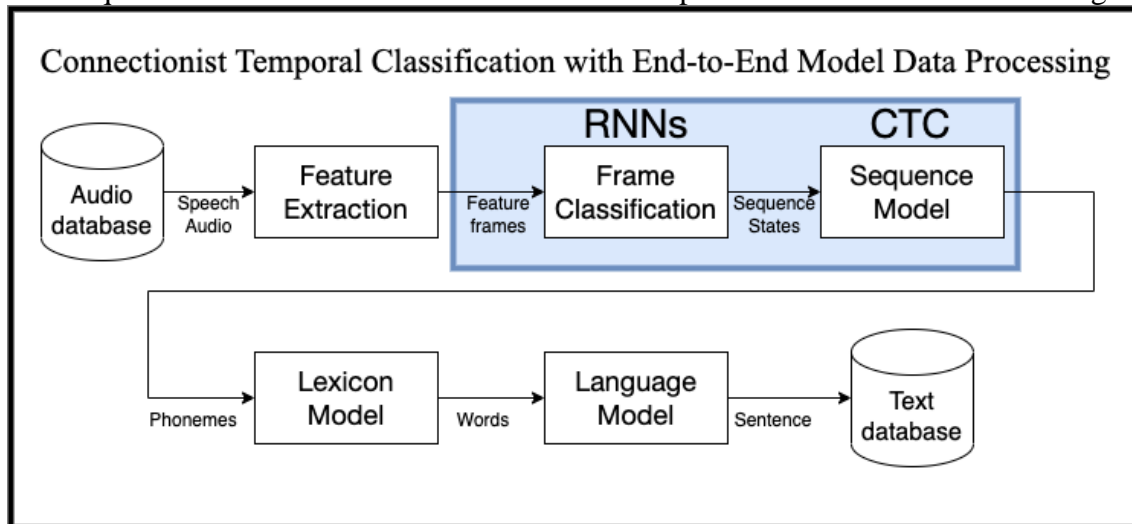 Connectionist Temporal Classification with End-to-End Model Data Processing
RNNs
CTC
Audio
database
Speech
Audio
Feature
Extraction
Feature
frames
Frame
Classification
Sequence
States
Sequence
Model
Phonemes
Lexicon
Model
Words
Language
Model
Sentence
Text
database